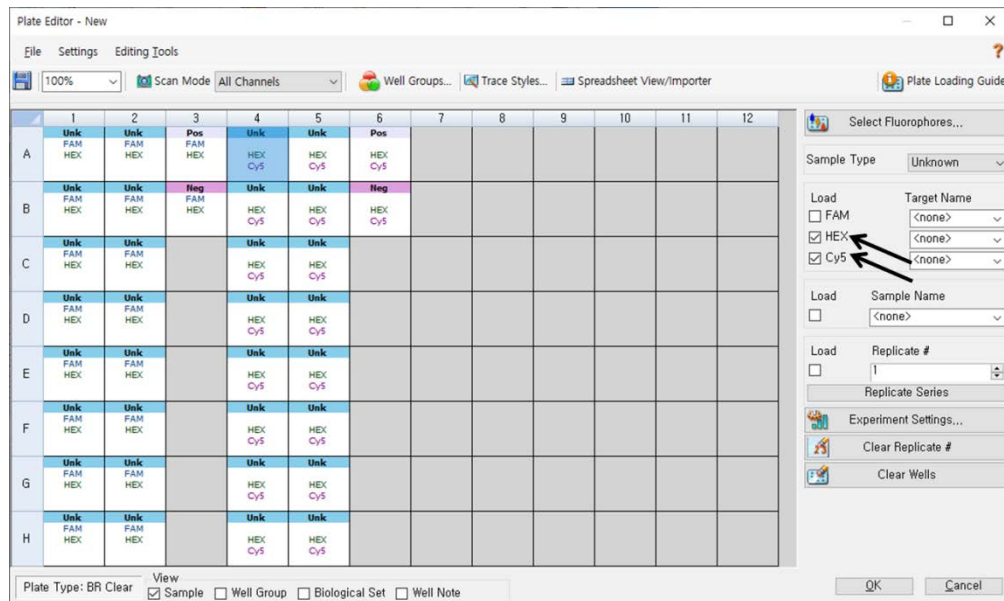 Plate Editor - New
File Settings Editing Tools ?
100% Scan Mode All Channels Well Groups... Trace Styles... Spreadsheet View/Importer Plate Loading Guide
1 2 3 4 5 6 7 8 9 10 11 12
Unk Unk Pos Unk Unk Pos
FAM FAM FAM
A HEX HEX HEX HEX HEX HEX
Cy5 Cy5 Cy5
Unk Unk Neg Unk Unk Neg
FAM FAM FAM
B HEX HEX HEX HEX HEX HEX
Cy5 Cy5 Cy5
Unk Unk Unk Unk
FAM FAM
C HEX HEX HEX HEX
Cy5 Cy5
Unk Unk Unk Unk
FAM FAM
D HEX HEX HEX HEX
Cy5 Cy5
Unk Unk Unk Unk
FAM FAM
E HEX HEX HEX HEX
Cy5 Cy5
Unk Unk Unk Unk
FAM FAM
F HEX HEX HEX HEX
Cy5 Cy5
Unk Unk Unk Unk
FAM FAM
G HEX HEX HEX HEX
Cy5 Cy5
Unk Unk Unk Unk
FAM FAM
H HEX HEX HEX HEX
Cy5 Cy5
Select Fluorophores...
Sample Type Unknown
Load Target Name
FAM <none>
HEX <none>
Cy5 <none>
Load Sample Name
<none>
Load Replicate #
1
Replicate Series
Experiment Settings...
Clear Replicate #
Clear Wells
Plate Type: BR Clear
View
Sample Well Group Biological Set Well Note
OK Cancel